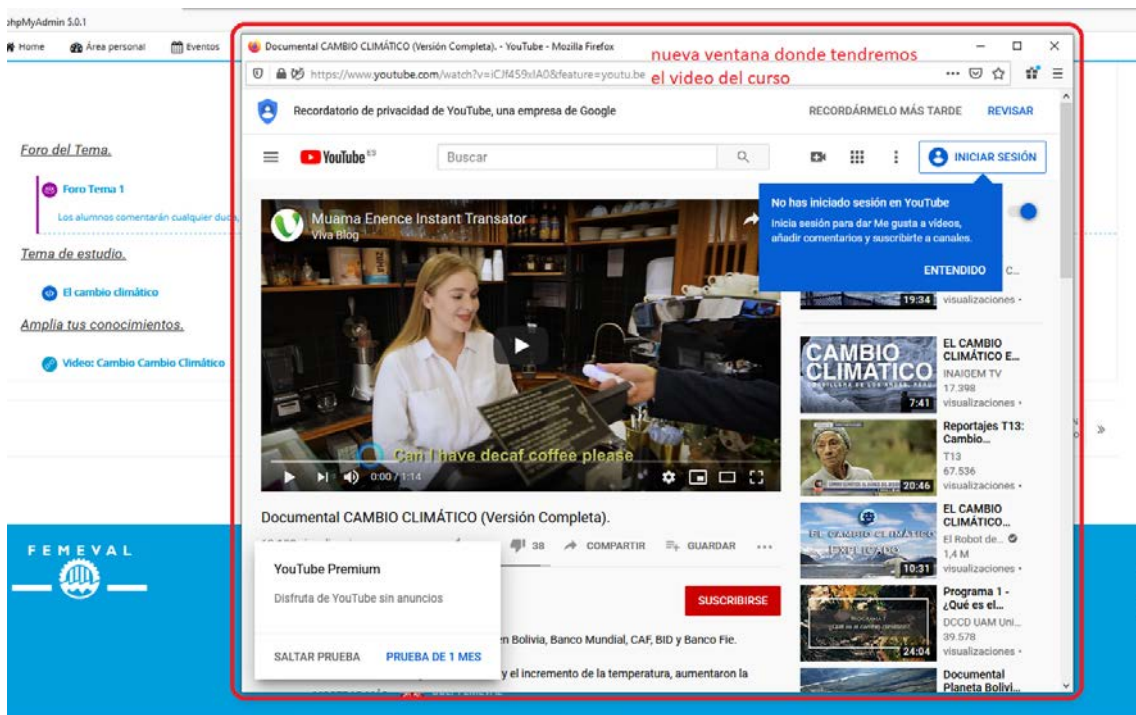 phpMyAdmin 5.0.1
Home Área personal Eventos
Documental CAMBIO CLIMÁTICO (Versión Completa). - YouTube - Mozilla Firefox
nueva ventana donde tendremos
el video del curso
https://www.youtube.com/watch?v=iCJf459xIA0&feature=youtu.be
Recordatorio de privacidad de YouTube, una empresa de Google
RECORDÁRMELO MÁS TARDE REVISAR
YouTube ES
Buscar
INICIAR SESIÓN
No has iniciado sesión en YouTube
Inicia sesión para dar Me gusta a vídeos,
añadir comentarios y suscribirte a canales.
ENTENDIDO
Foro del Tema.
Foro Tema 1
Los alumnos comentarán cualquier duda,
Tema de estudio.
El cambio climático
Amplia tus conocimientos.
Video: Cambio Cambio Climático
FEMEVAL
Muama Enence Instant Transator
Viva Blog
Can I have decaf coffee please
0:00 / 1:14
Documental CAMBIO CLIMÁTICO (Versión Completa).
38 COMPARTIR GUARDAR
YouTube Premium
Disfruta de YouTube sin anuncios
SALTAR PRUEBA PRUEBA DE 1 MES
SUSCRIBIRSE
en Bolivia, Banco Mundial, CAF, BID y Banco Fie.
y el incremento de la temperatura, aumentaron la
C...
19:34
visualizaciones •
CAMBIO
CLIMÁTICO
7:41
EL CAMBIO
CLIMÁTICO E...
INAIGEM TV
17.398
visualizaciones •
20:46
Reportajes T13:
Cambio...
T13
67.536
visualizaciones •
EL CAMBIO CLIMÁTICO
EXPLICADO
10:31
EL CAMBIO
CLIMÁTICO...
El Robot de...
1,4 M
visualizaciones •
PROGRAMA 1
24:04
Programa 1 -
¿Qué es el...
DCCD UAM Uni...
39.578
visualizaciones •
Documental
Planeta Bolivi...